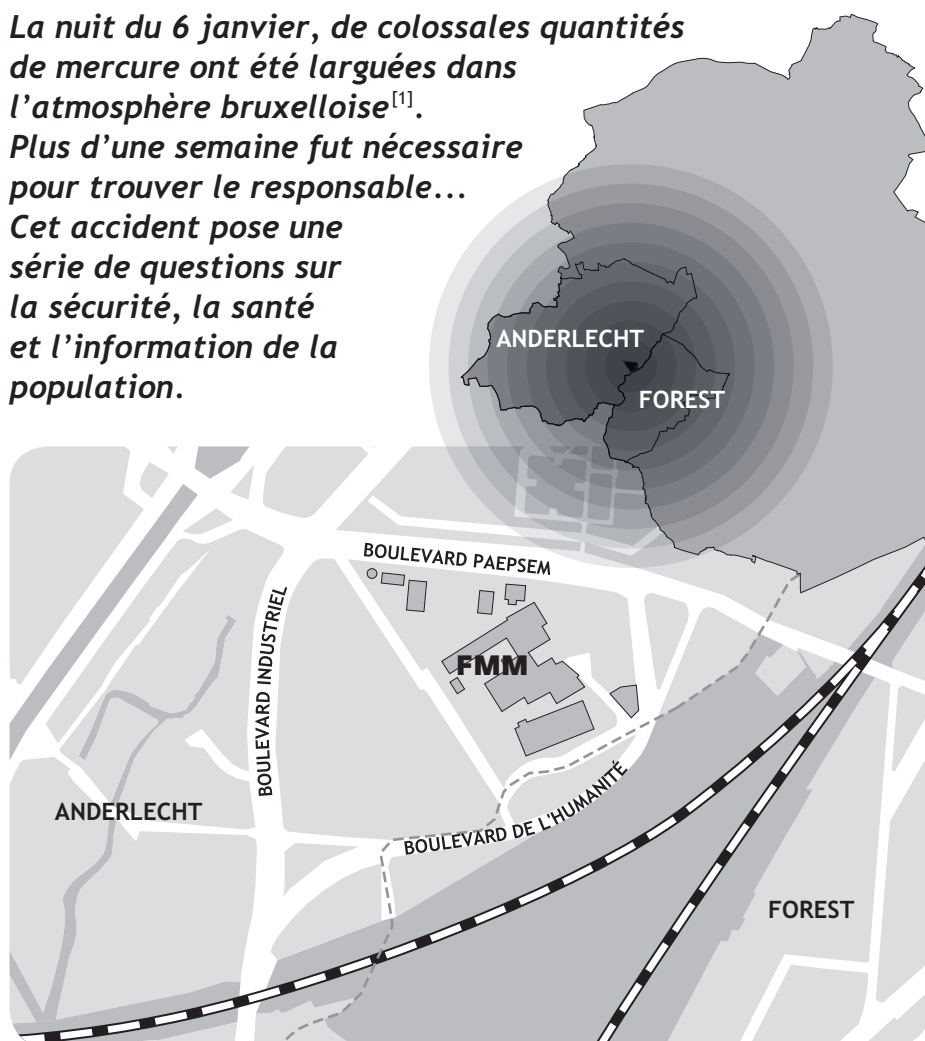 La nuit du 6 janvier, de colossales quantités
de mercure ont été larguées dans
l’atmosphère bruxelloise[1].
Plus d’une semaine fut nécessaire
pour trouver le responsable...
Cet accident pose une
série de questions sur
la sécurité, la santé
et l’information de la
population.
ANDERLECHT
FOREST
BOULEVARD PAEPSEM
BOULEVARD INDUSTRIEL
FMM
BOULEVARD DE L'HUMANITÉ
ANDERLECHT
FOREST